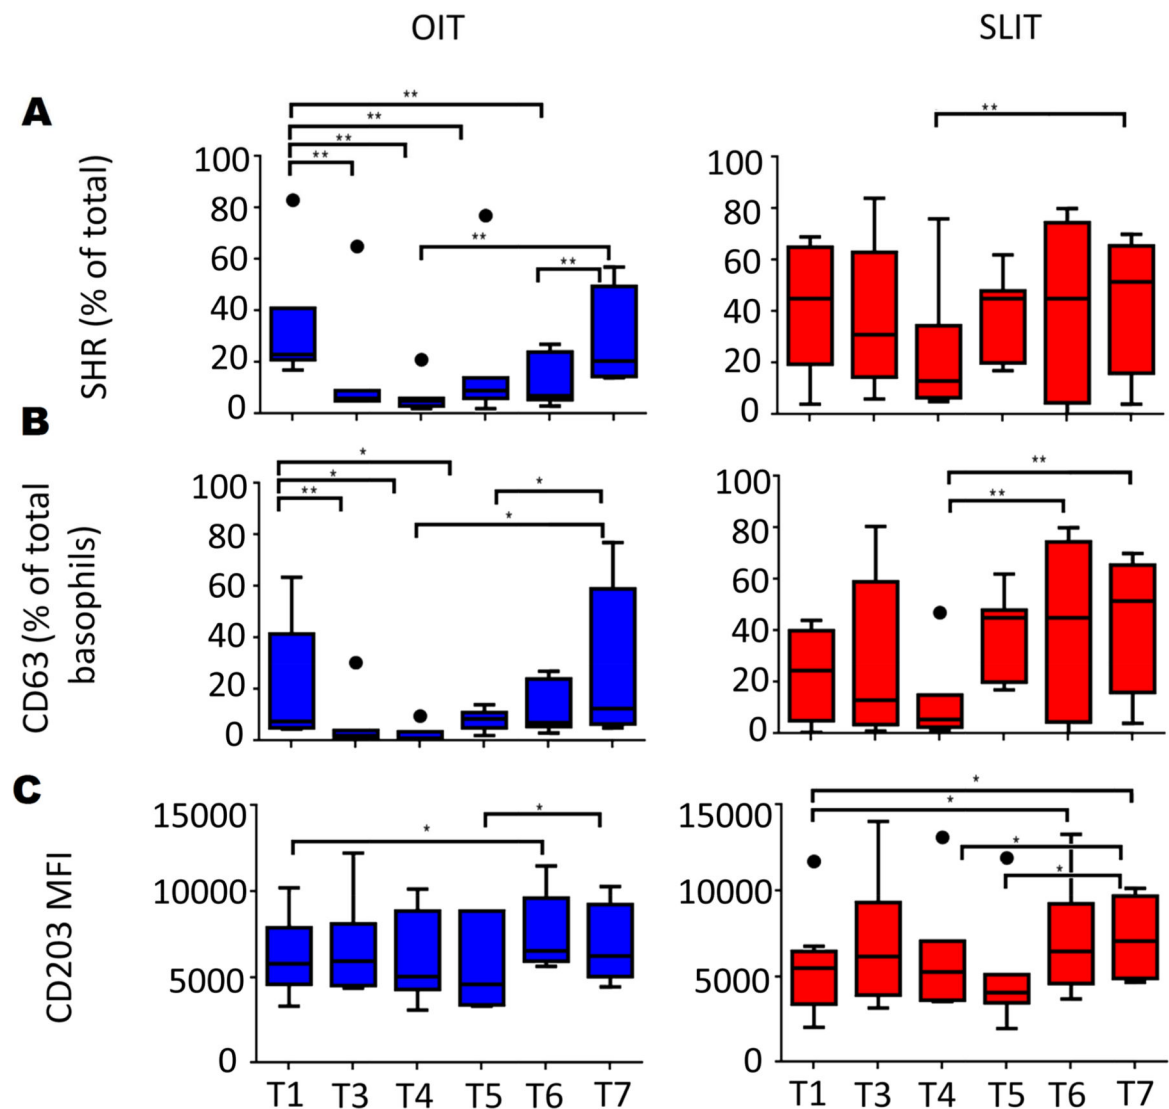 OIT SLIT
A
** ** ** ** ** ** **
SHR (% of total)
100 80 60 40 20 0
100 80 60 40 20 0
B
* * ** * * ** **
CD63 (% of total
basophils)
100 80 60 40 20 0
100 80 60 40 20 0
C
* * * * * *
CD203 MFI
15000 10000 5000 0
15000 10000 5000 0
T1 T3 T4 T5 T6 T7 T1 T3 T4 T5 T6 T7